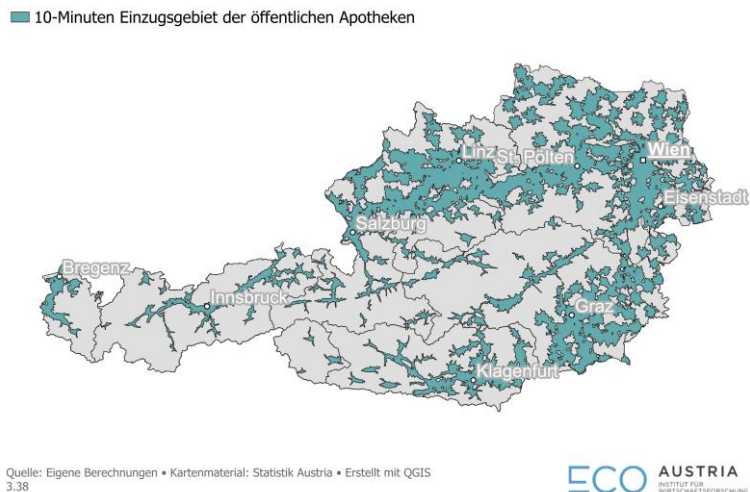 10-Minuten Einzugsgebiet der öffentlichen Apotheken
Linz
St. Pölten
Wien
Eisenstadt
Salzburg
Bregenz
Innsbruck
Graz
Klagenfurt
Quelle: Eigene Berechnungen • Kartenmaterial: Statistik Austria • Erstellt mit QGIS
3.38
ECO AUSTRIA
INSTITUT FÜR
WIRTSCHAFTSFORSCHUNG